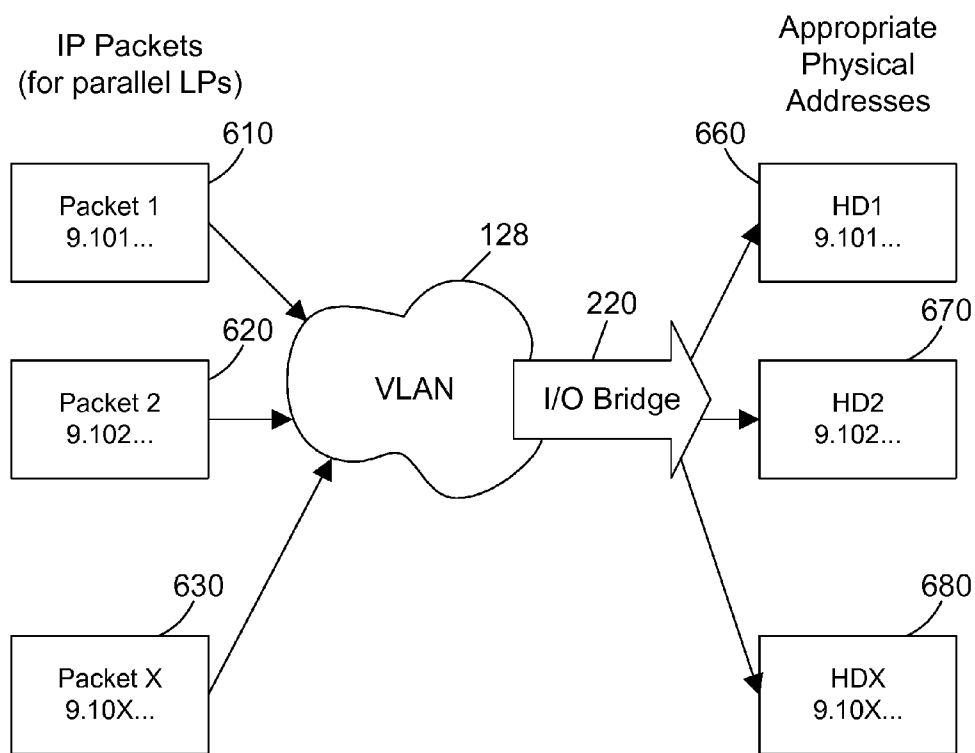 IP Packets
(for parallel LPs)
Appropriate
Physical
Addresses
610
660
Packet 1
9.101...
HD1
9.101...
128
220
620
670
Packet 2
9.102...
VLAN
I/O Bridge
HD2
9.102...
630
680
Packet X
9.10X...
HDX
9.10X...